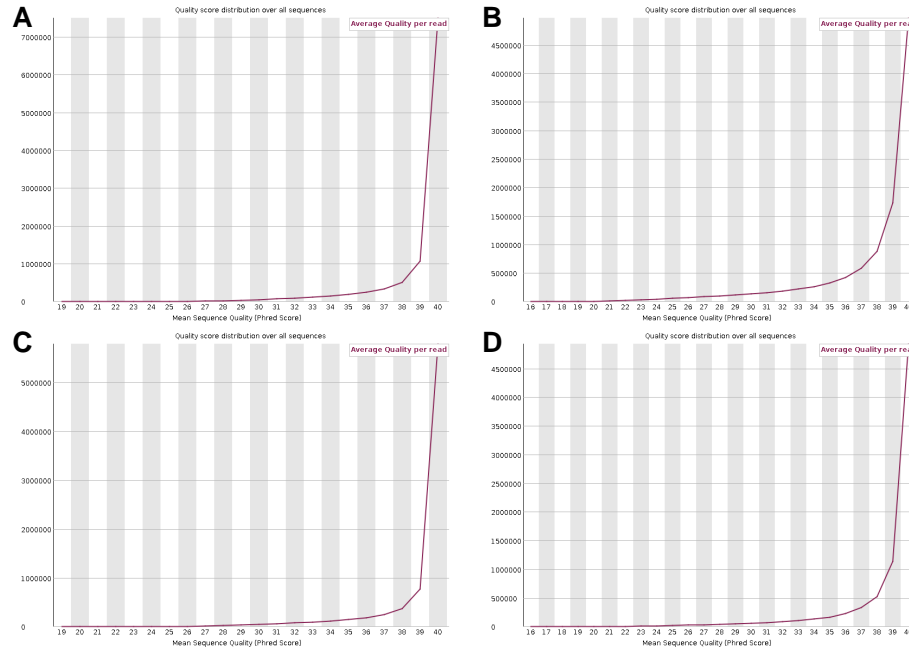 A
Quality score distribution over all sequences
Average Quality per read
7000000
6000000
5000000
4000000
3000000
2000000
1000000
0
19 20 21 22 23 24 25 26 27 28 29 30 31 32 33 34 35 36 37 38 39 40
Mean Sequence Quality (Phred Score)
B
Quality score distribution over all sequences
Average Quality per rea
4500000
4000000
3500000
3000000
2500000
2000000
1500000
1000000
500000
0
16 17 18 19 20 21 22 23 24 25 26 27 28 29 30 31 32 33 34 35 36 37 38 39 4
Mean Sequence Quality (Phred Score)
C
Quality score distribution over all sequences
Average Quality per read
5000000
4000000
3000000
2000000
1000000
0
19 20 21 22 23 24 25 26 27 28 29 30 31 32 33 34 35 36 37 38 39 40
Mean Sequence Quality (Phred Score)
D
Quality score distribution over all sequences
Average Quality per rea
4500000
4000000
3500000
3000000
2500000
2000000
1500000
1000000
500000
0
16 17 18 19 20 21 22 23 24 25 26 27 28 29 30 31 32 33 34 35 36 37 38 39 4
Mean Sequence Quality (Phred Score)